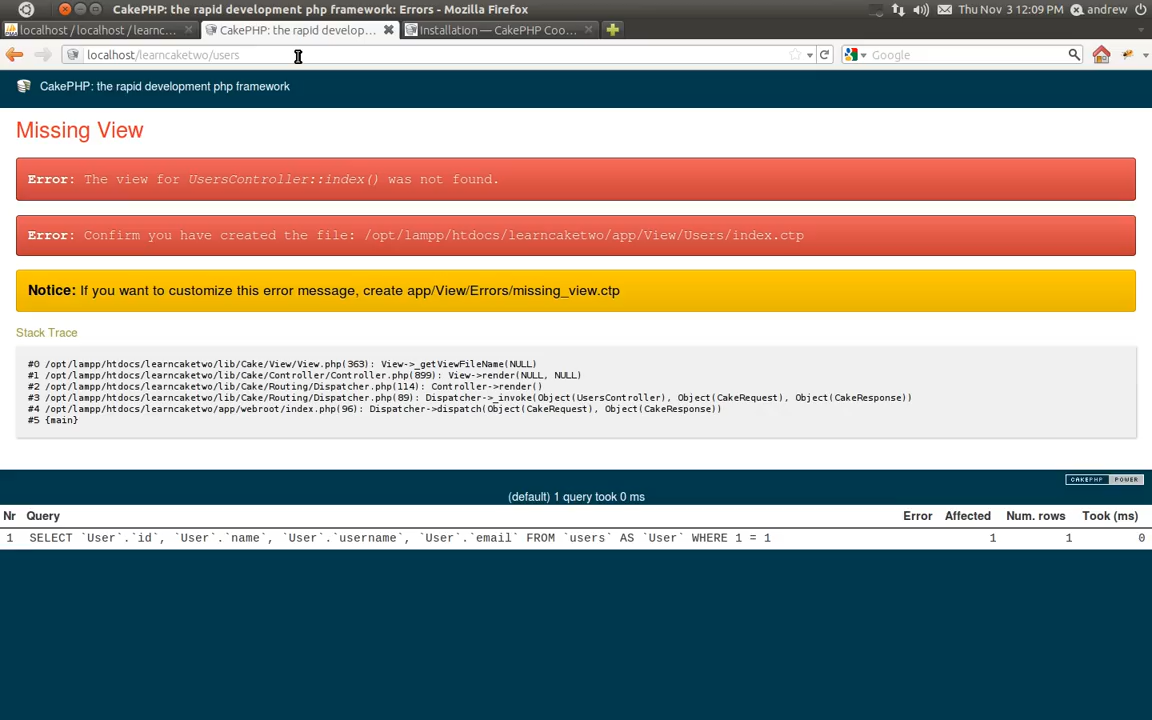 CakePHP: the rapid development php framework: Errors - Mozilla Firefox
Thu Nov 3 12:09 PM
andrew
localhost / localhost / learnc...
CakePHP: the rapid develop...
Installation — CakePHP Coo...
localhost/learncaketwo/users
Google
CakePHP: the rapid development php framework
Missing View
Error: The view for UsersController::index() was not found.
Error: Confirm you have created the file: /opt/lampp/htdocs/learncaketwo/app/View/Users/index.ctp
Notice: If you want to customize this error message, create app/View/Errors/missing_view.ctp
Stack Trace
#0 /opt/lampp/htdocs/learncaketwo/lib/Cake/View/View.php(363): View->_getViewFileName(NULL)
#1 /opt/lampp/htdocs/learncaketwo/lib/Cake/Controller/Controller.php(899): View->render(NULL, NULL)
#2 /opt/lampp/htdocs/learncaketwo/lib/Cake/Routing/Dispatcher.php(114): Controller->render()
#3 /opt/lampp/htdocs/learncaketwo/lib/Cake/Routing/Dispatcher.php(89): Dispatcher->_invoke(Object(UsersController), Object(CakeRequest), Object(CakeResponse))
#4 /opt/lampp/htdocs/learncaketwo/app/webroot/index.php(96): Dispatcher->dispatch(Object(CakeRequest), Object(CakeResponse))
#5 {main}
CAKEPHP POWER
(default) 1 query took 0 ms
Nr Query Error Affected Num. rows Took (ms)
1 SELECT `User`.`id`, `User`.`name`, `User`.`username`, `User`.`email` FROM `users` AS `User` WHERE 1 = 1 1 1 0